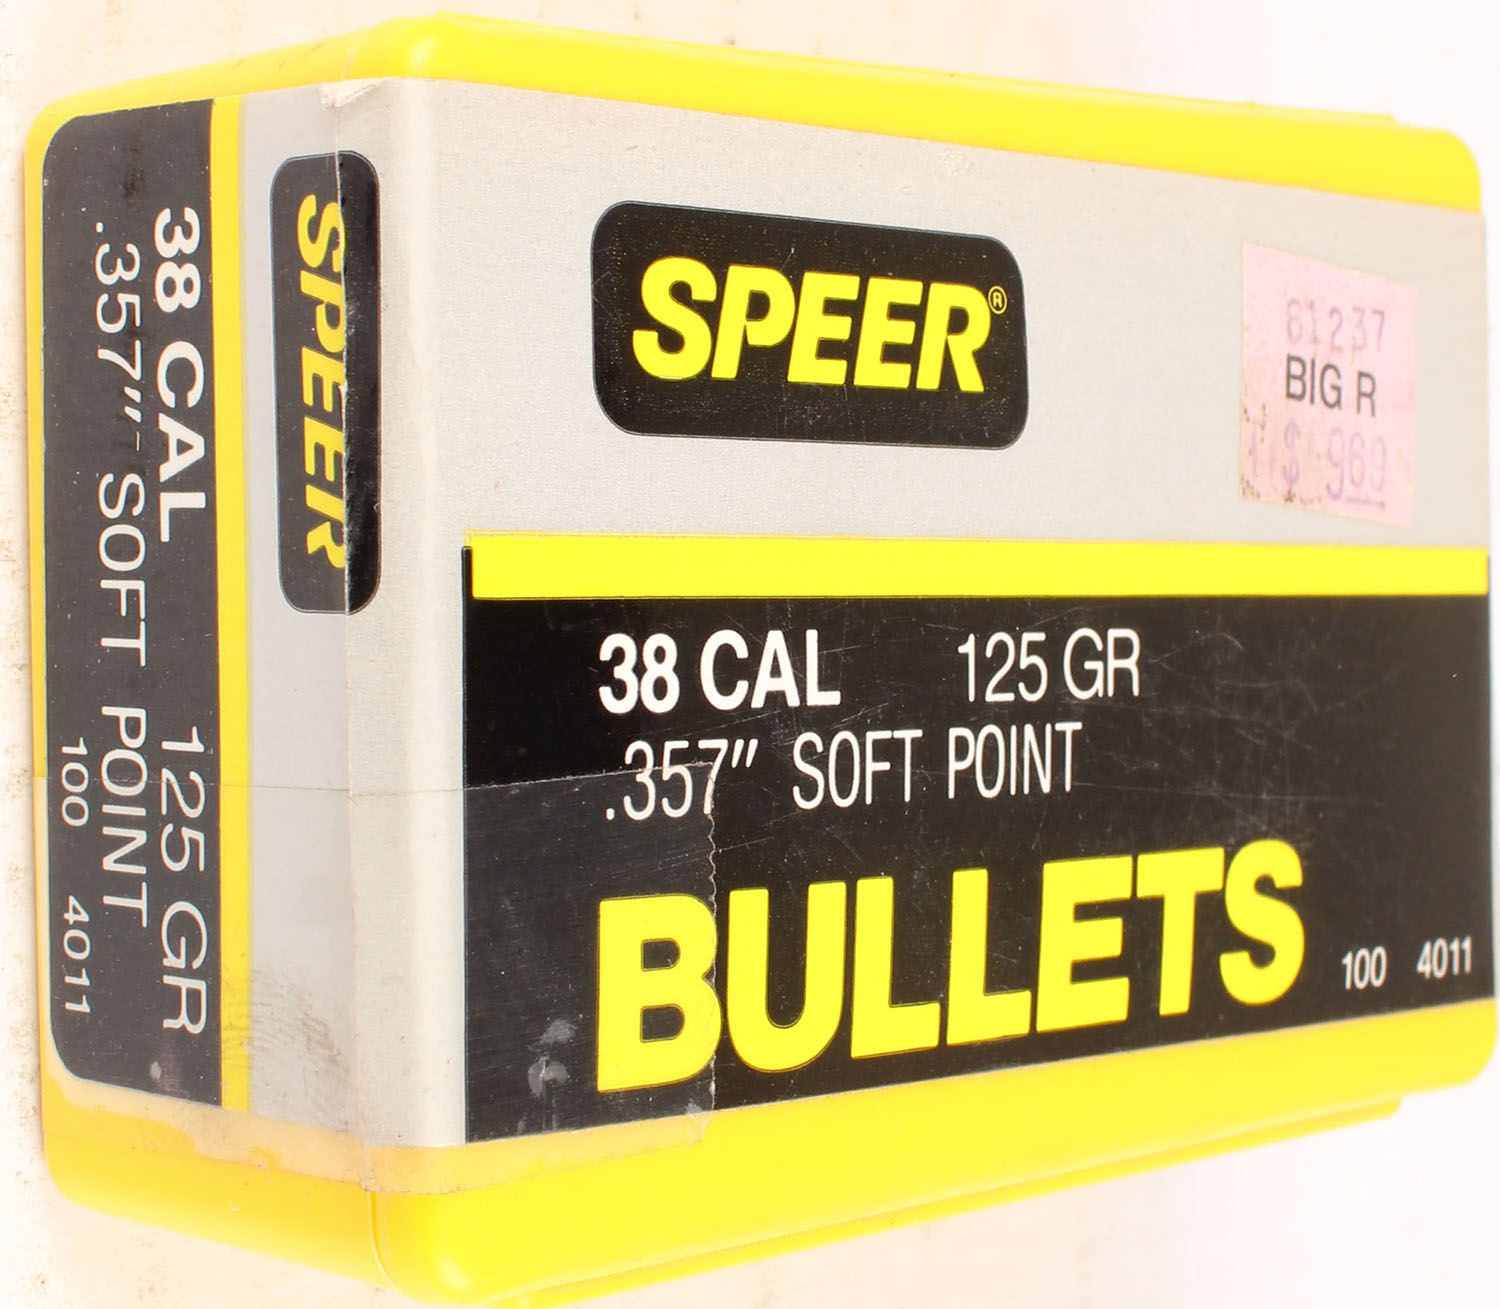 SPEER®
61237
BIG R
$ 969
38 CAL 125 GR
.357" SOFT POINT
BULLETS
100 4011
SPEER
38 CAL 125 GR
.357" SOFT POINT
100 4011